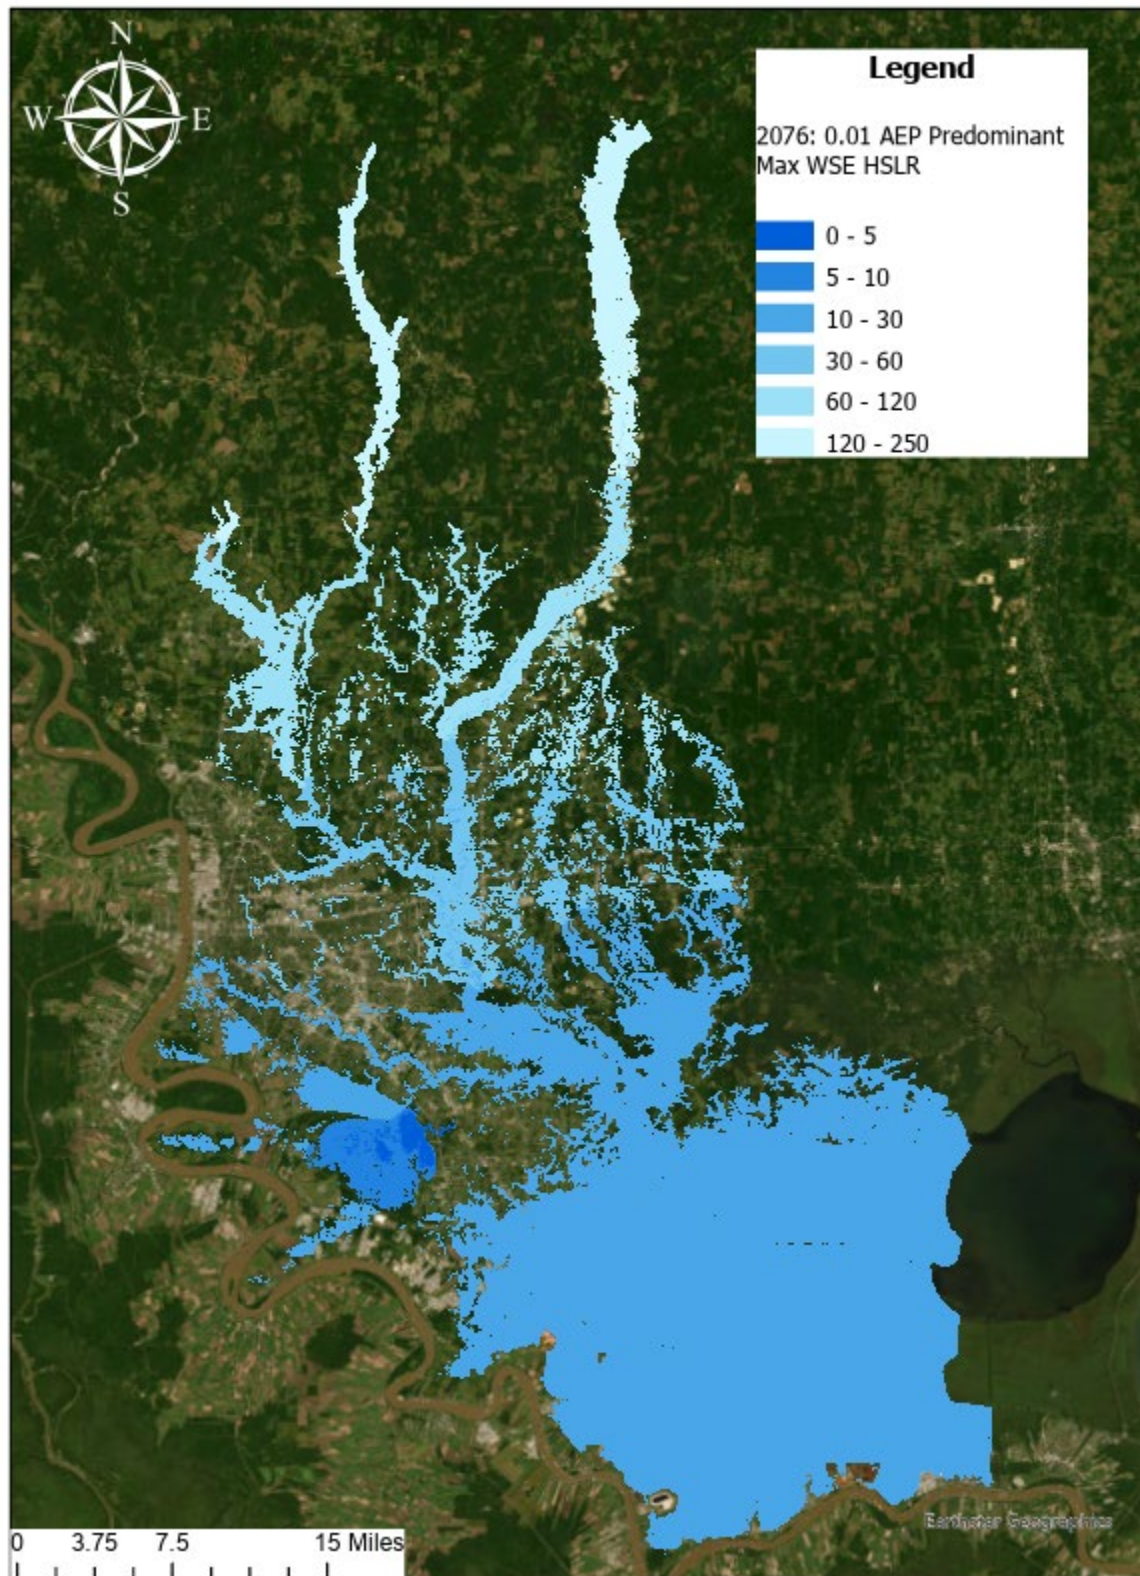 N
W E
S
Legend
2076: 0.01 AEP Predominant
Max WSE HSLR
0 - 5
5 - 10
10 - 30
30 - 60
60 - 120
120 - 250
Earthstar Geographics
0 3.75 7.5 15 Miles